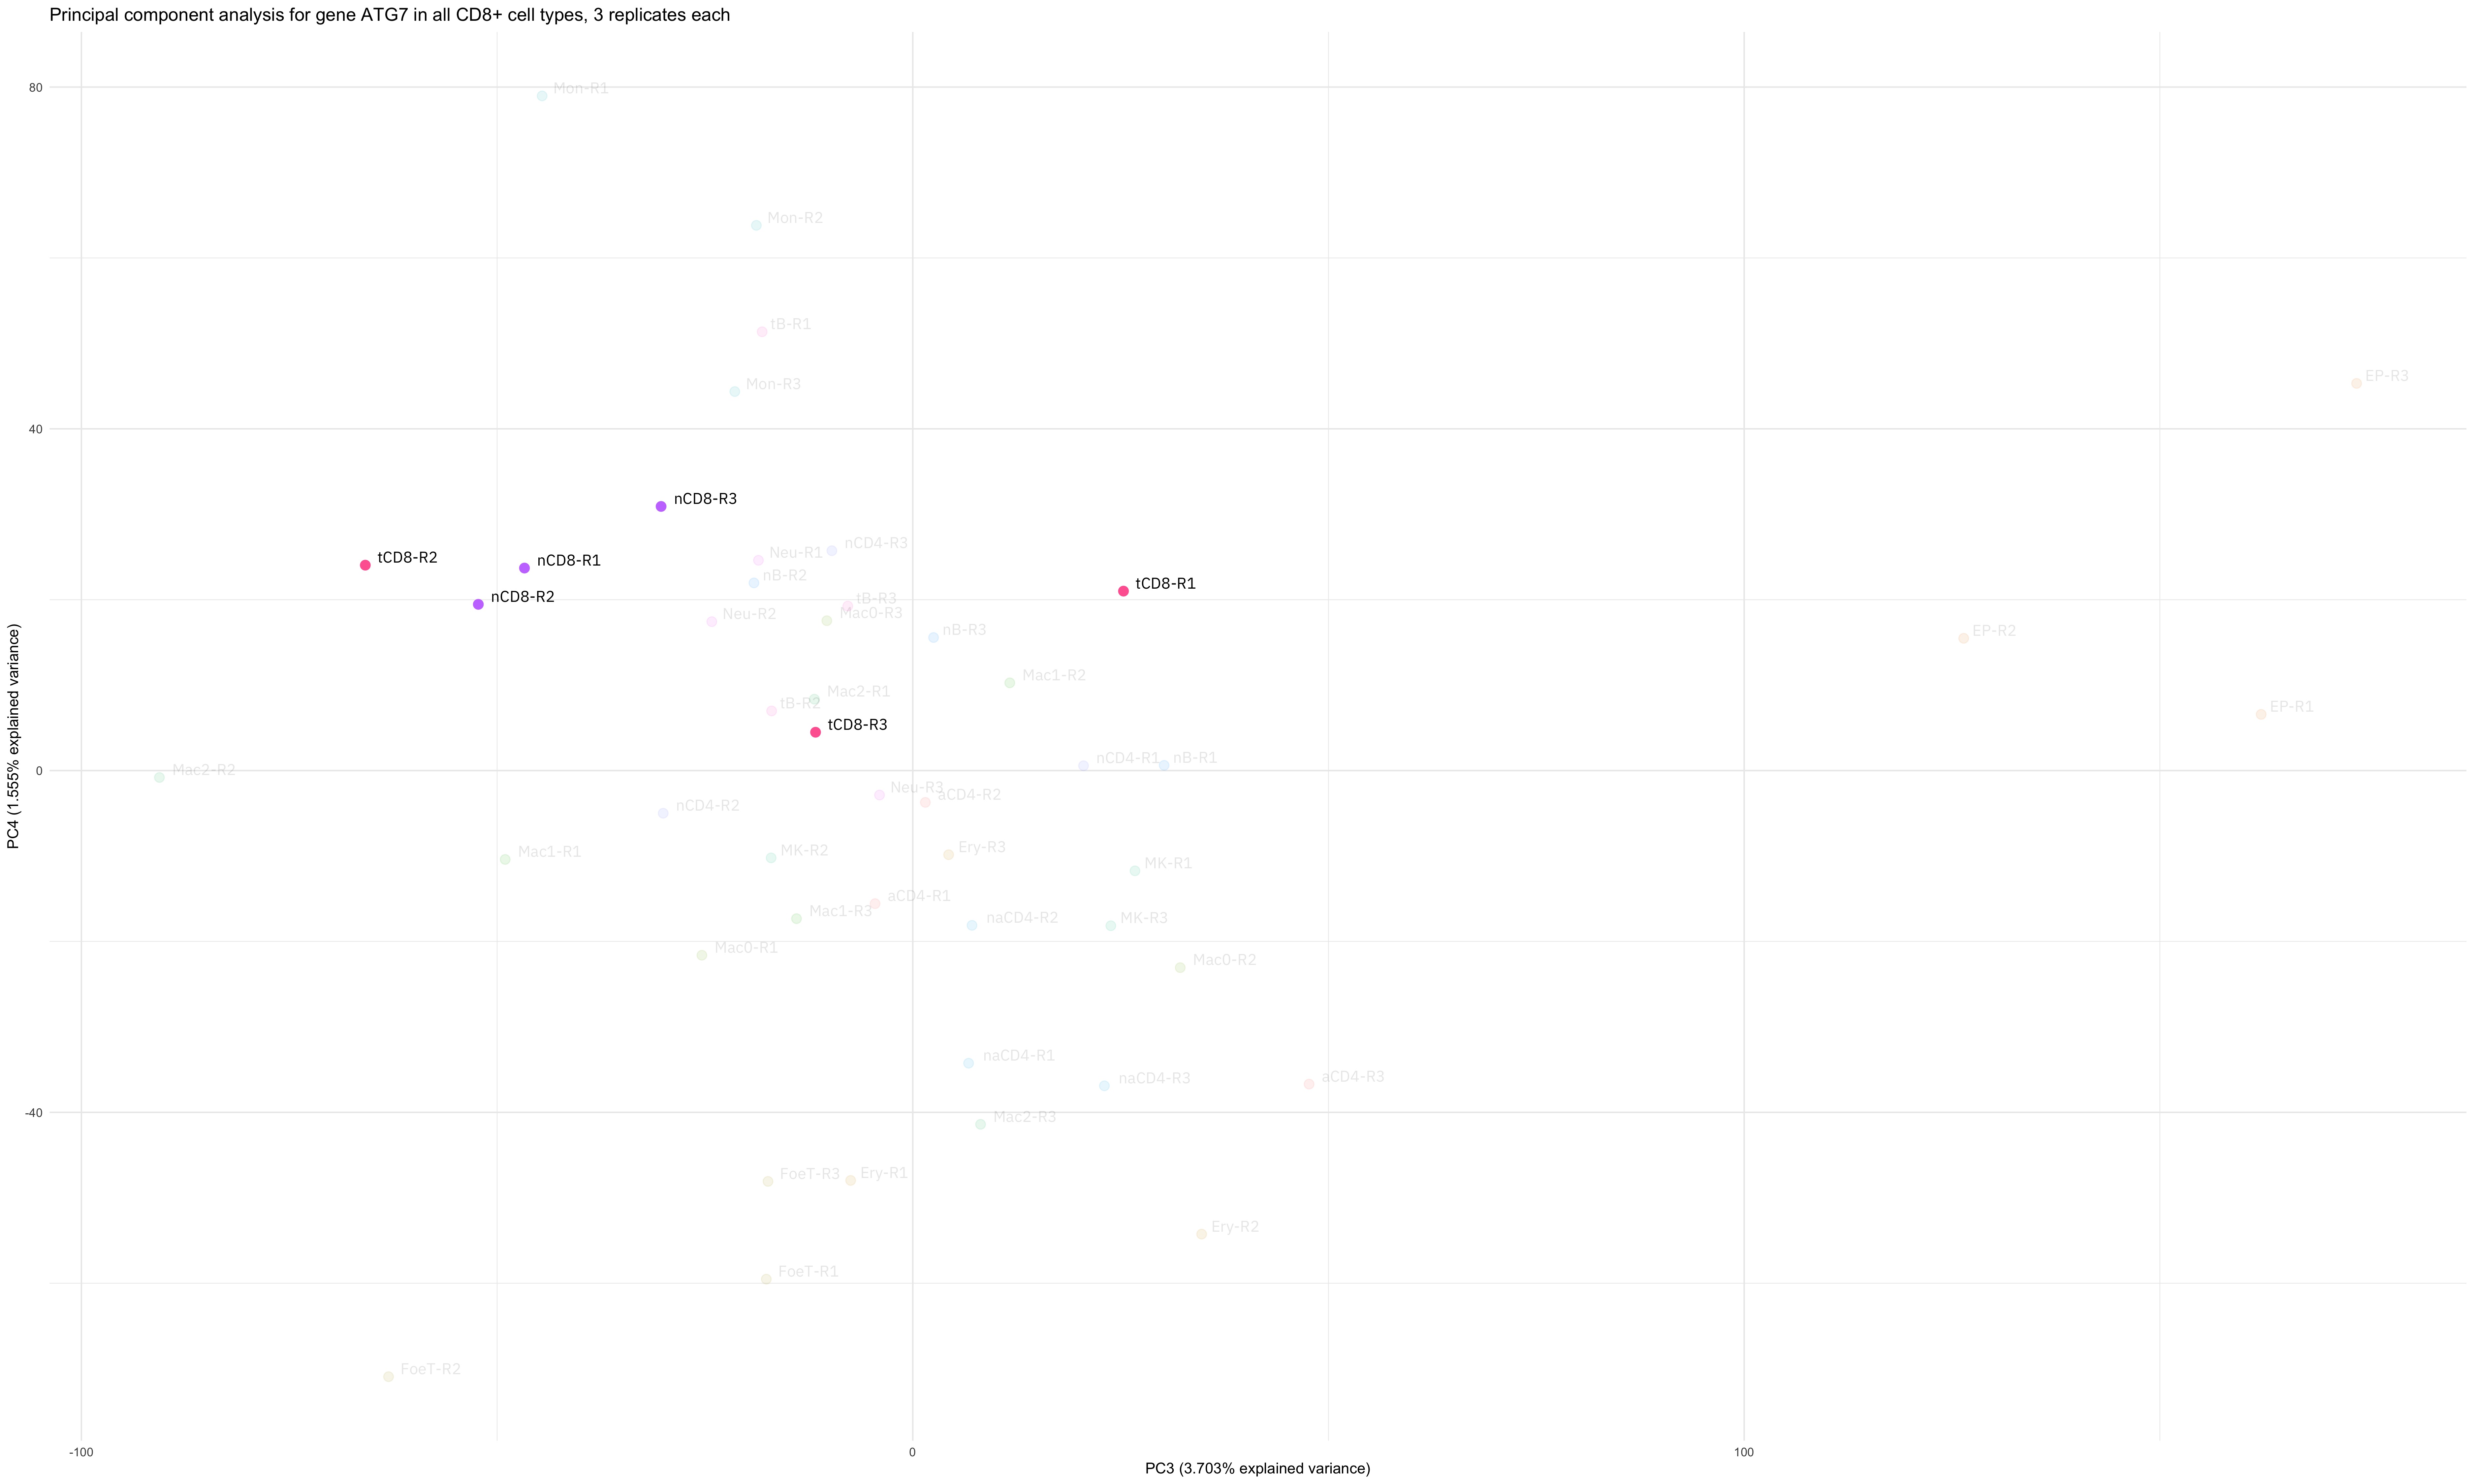 Principal component analysis for gene ATG7 in all CD8+ cell types, 3 replicates each
80
Mon-R1
Mon-R2
tB-R1
Mon-R3
EP-R3
40
nCD8-R3
nCD4-R3
Neu-R1
tCD8-R2
nCD8-R1
nB-R2
tCD8-R1
nCD8-R2
tB-R3
Neu-R2
Mac0-R3
nB-R3
EP-R2
Mac1-R2
Mac2-R1
tB-R2
EP-R1
tCD8-R3
nCD4-R1
nB-R1
0
Mac2-R2
Neu-R3
aCD4-R2
nCD4-R2
Ery-R3
MK-R2
Mac1-R1
MK-R1
aCD4-R1
Mac1-R3
naCD4-R2
MK-R3
Mac0-R1
Mac0-R2
naCD4-R1
naCD4-R3
aCD4-R3
-40
Mac2-R3
FoeT-R3
Ery-R1
Ery-R2
FoeT-R1
FoeT-R2
PC4 (1.555% explained variance)
-100
0
100
PC3 (3.703% explained variance)